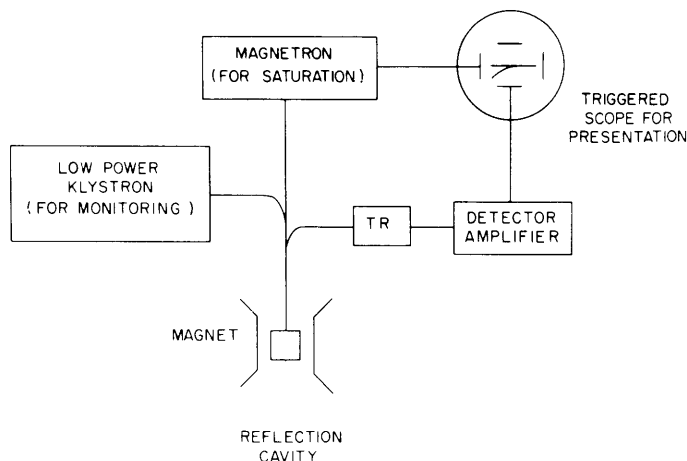 MAGNETRON
(FOR SATURATION)
TRIGGERED
SCOPE FOR
PRESENTATION
LOW POWER
KLYSTRON
(FOR MONITORING)
TR
DETECTOR
AMPLIFIER
MAGNET
REFLECTION
CAVITY